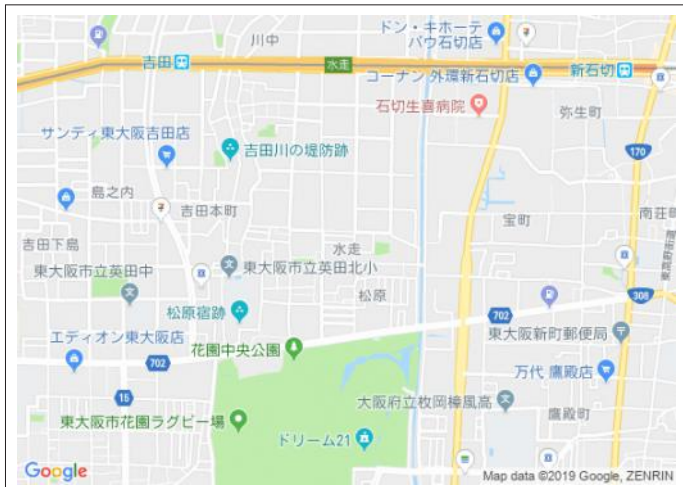 ドン・キホーテ
パウ石切店
川中
吉田
水走
コーナン 外環新石切店
新石切
石切生喜病院
弥生町
サンディ東大阪吉田店
吉田川の堤防跡
170
島之内
吉田本町
宝町
南荘町
吉田下島
水走
東大阪市立英田中
東大阪市立英田北小
松原
308
松原宿跡
702
エディオン東大阪店
花園中央公園
東大阪新町郵便局
702
万代 鷹殿店
15
大阪府立枚岡樟風高
鷹殿町
東大阪市花園ラグビー場
ドリーム21
Google
Map data ©2019 Google, ZENRIN